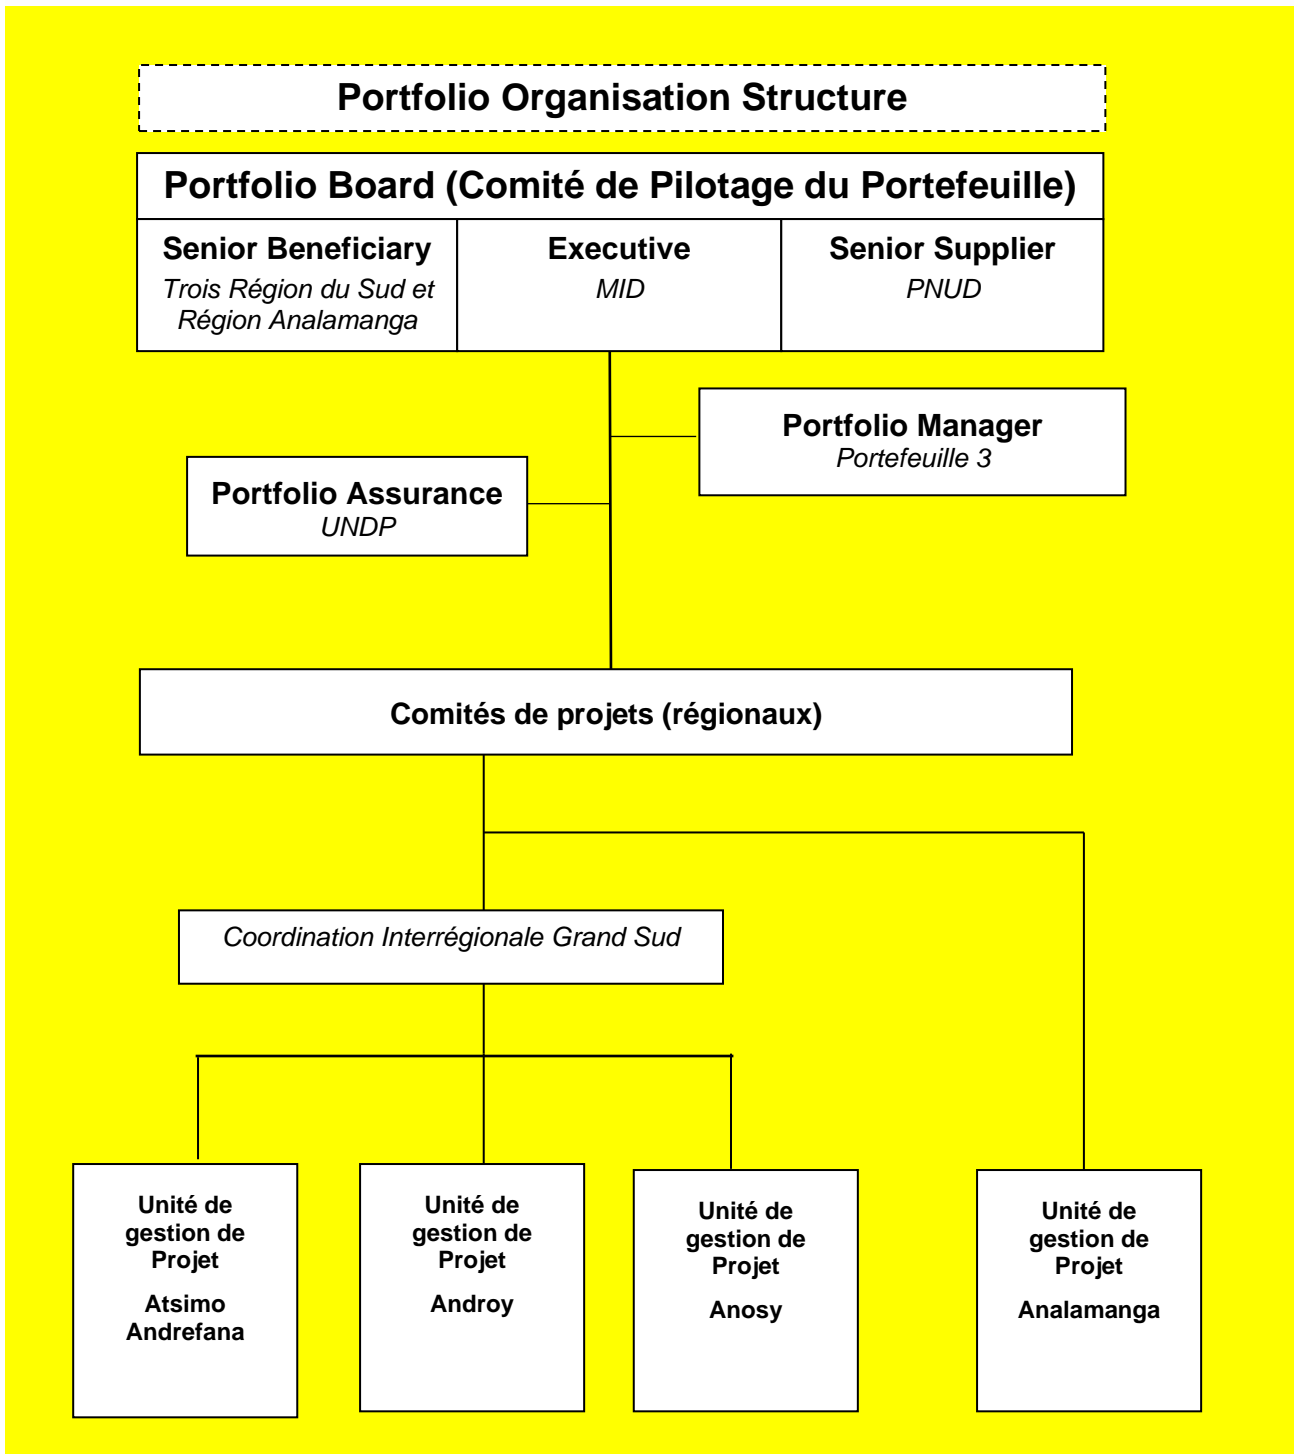 Portfolio Organisation Structure
Portfolio Board (Comité de Pilotage du Portefeuille)
Senior Beneficiary
Trois Région du Sud et
Région Analamanga
Executive
MID
Senior Supplier
PNUD
Portfolio Manager
Portefeuille 3
Portfolio Assurance
UNDP
Comités de projets (régionaux)
Coordination Interrégionale Grand Sud
Unité de
gestion de
Projet
Atsimo
Andrefana
Unité de
gestion de
Projet
Androy
Unité de
gestion de
Projet
Anosy
Unité de
gestion de
Projet
Analamanga